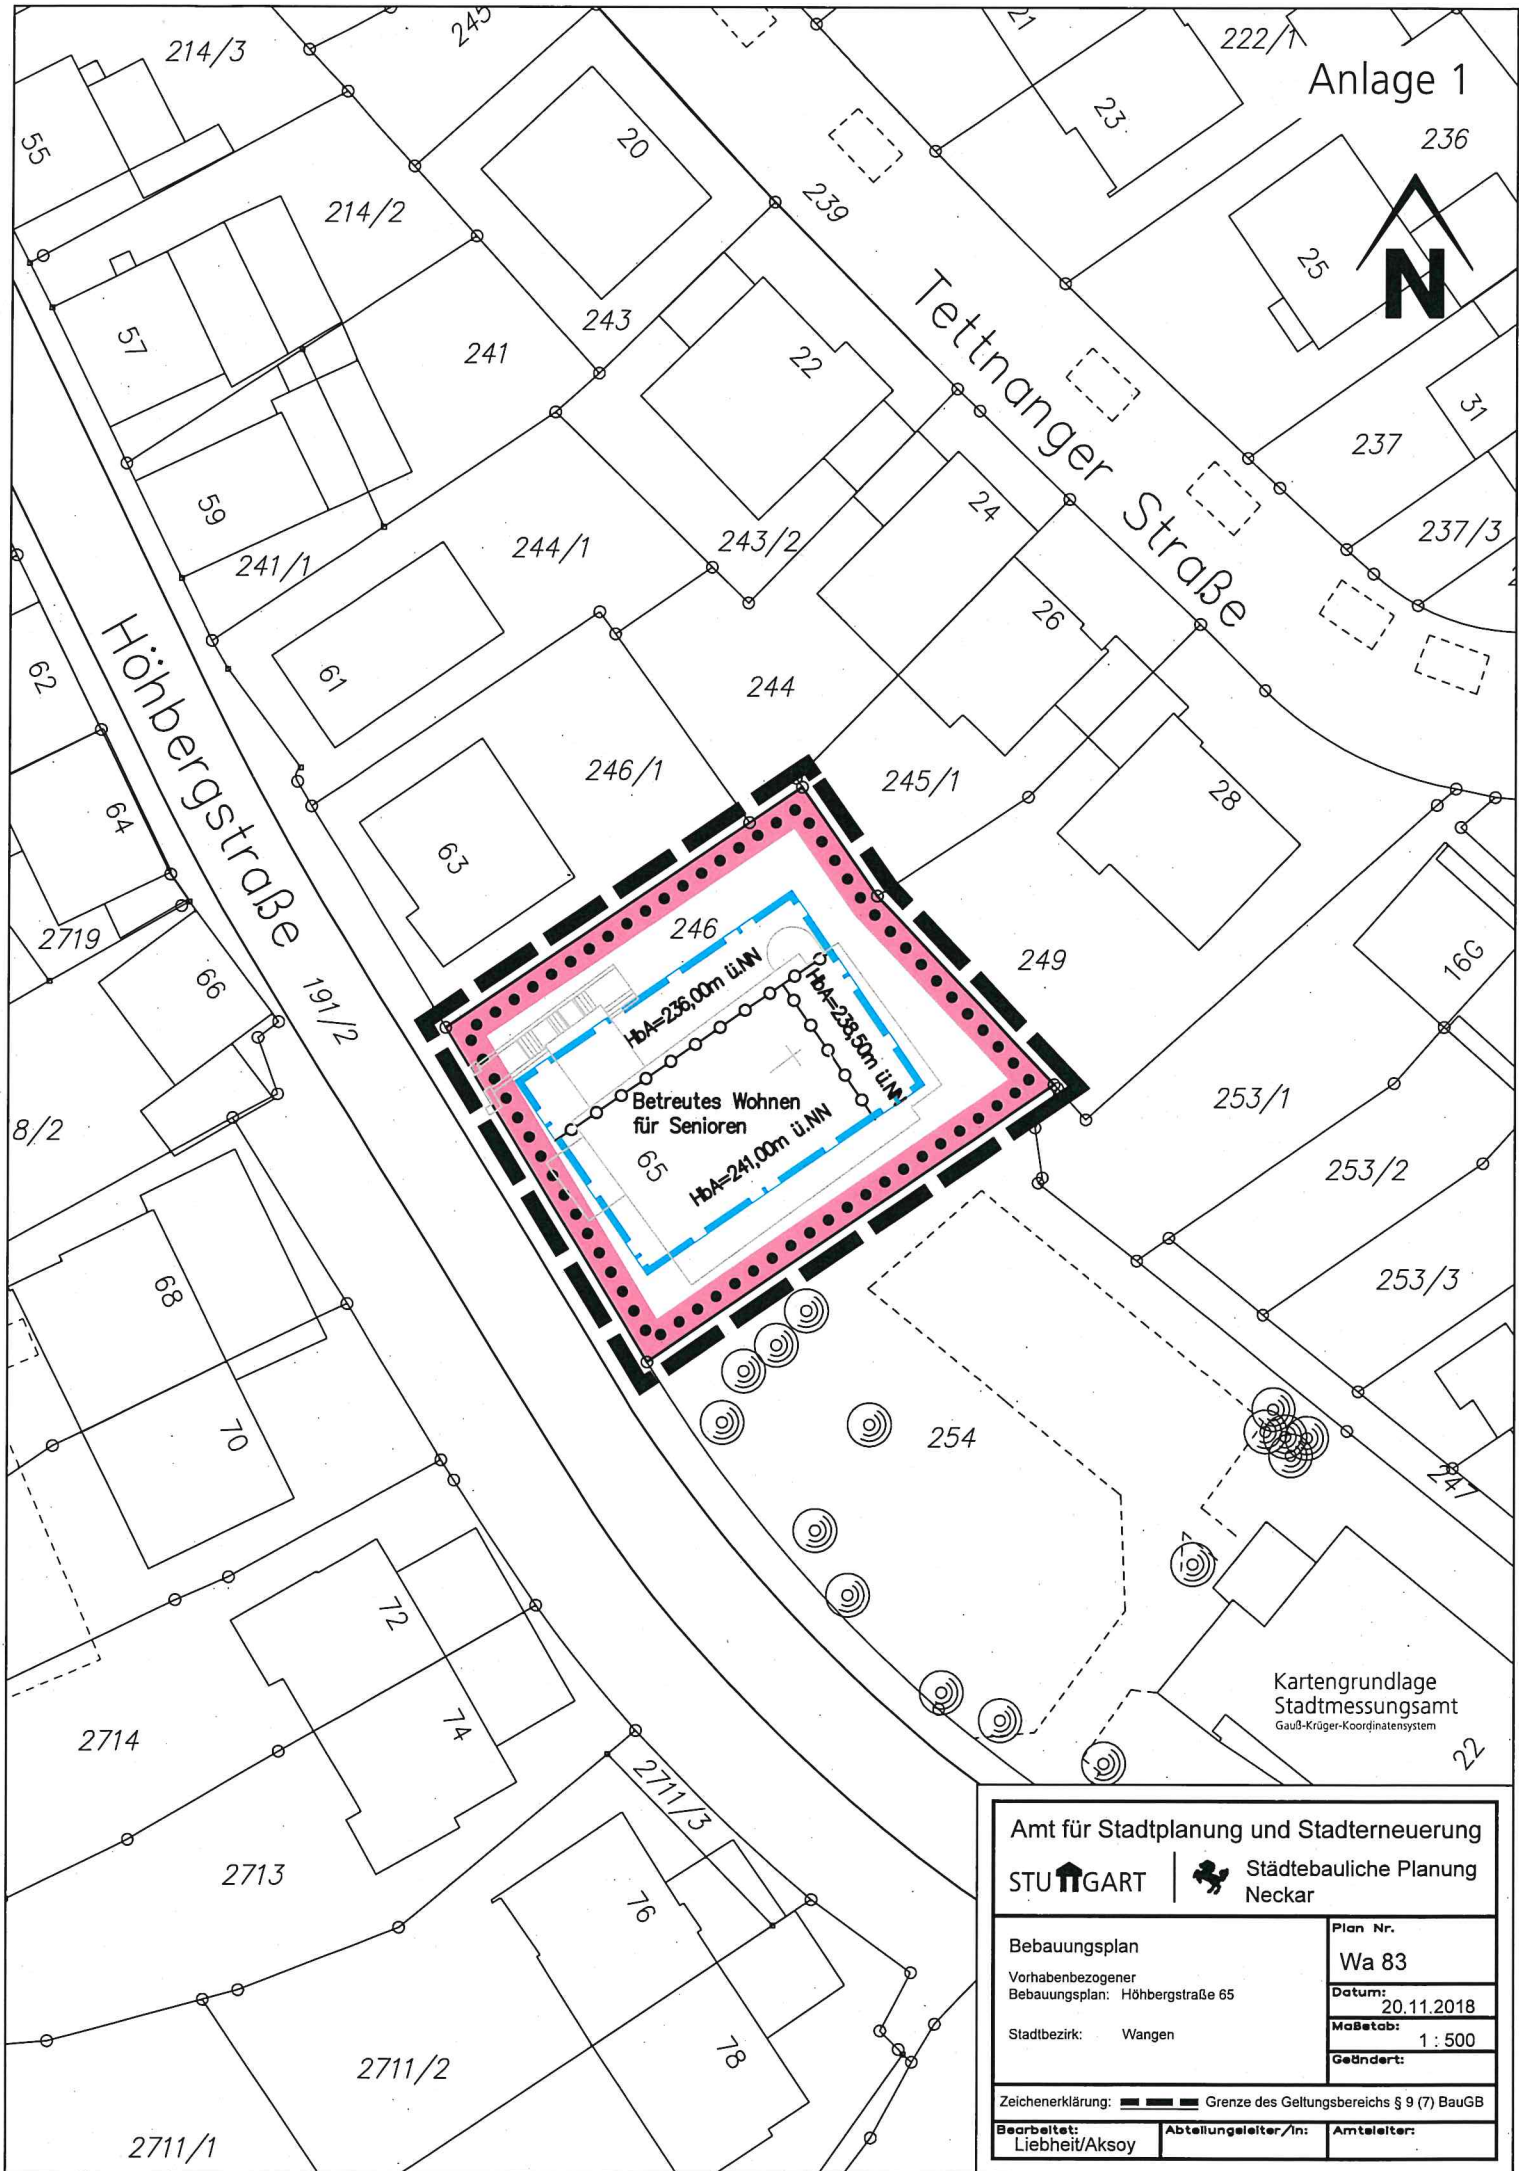 Anlage 1
214/3
245
21
222/1
236
55
20
23
239
214/2
25
N
57
243
241
22
Tettnanger Straße
31
237
59
24
237/3
241/1
244/1
243/2
26
62
Höhbergstraße
61
244
64
246/1
245/1
28
63
2719
246
249
16G
66
191/2
HbA=236,00m ü.NN
HbA=238,50m ü.NN
Betreutes Wohnen
für Senioren
HbA=241,00m ü.NN
65
8/2
253/1
253/2
68
253/3
70
254
247
72
Kartengrundlage
Stadtmessungsamt
Gauß-Krüger-Koordinatensystem
2714
74
22
2711/3
2713
76
78
2711/2
2711/1
Amt für Stadtplanung und Stadterneuerung
STUTTGART
Städtebauliche Planung
Neckar
Bebauungsplan
Vorhabenbezogener
Bebauungsplan: Höhbergstraße 65
Stadtbezirk: Wangen
Plan Nr.
Wa 83
Datum:
20.11.2018
Maßstab:
1 : 500
Geändert:
Zeichenerklärung: Grenze des Geltungsbereichs § 9 (7) BauGB
Bearbeitet:
Liebheit/Aksoy
Abteilungsleiter/in:
Amtsleiter: